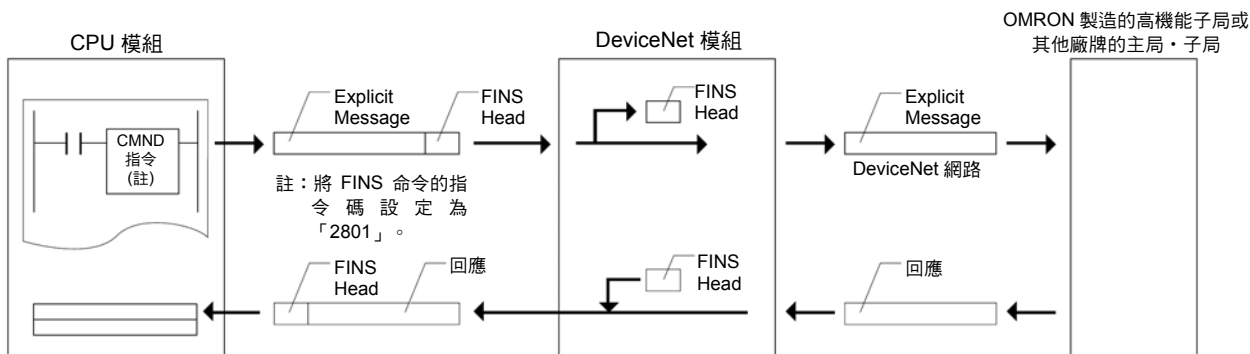 OMRON 製造的高機能子局或
其他廠牌的主局・子局
CPU 模組
DeviceNet 模組
Explicit
Message
FINS
Head
FINS
Head
Explicit
Message
CMND
指令
(註)
DeviceNet 網路
註：將 FINS 命令的指
令碼設定為
「2801」。
FINS
Head
回應
FINS
Head
回應